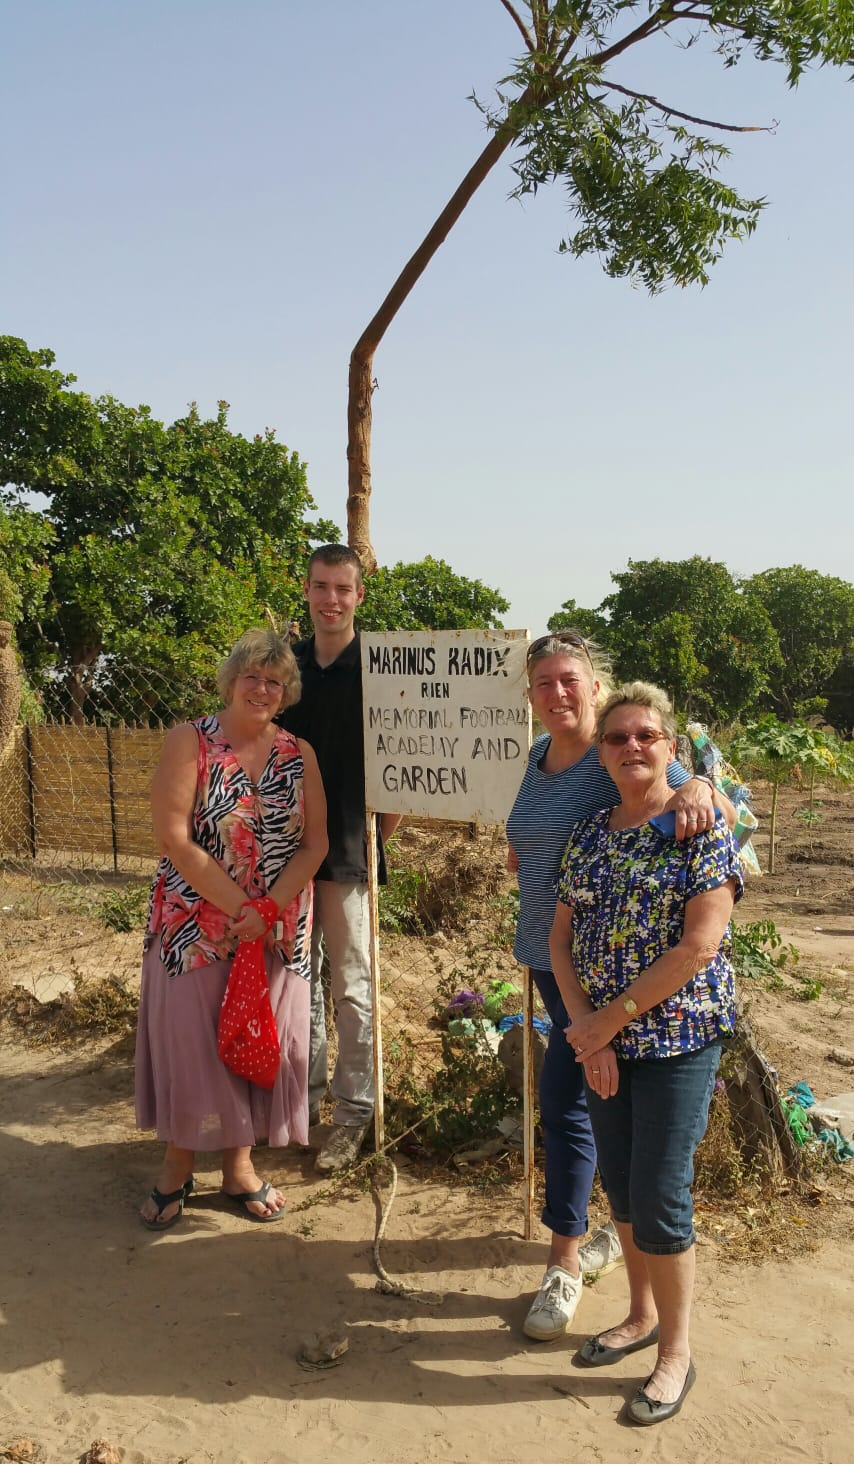 MARINUS RADIX
RIEN
MEMORIAL FOOTBALL
ACADEMY AND
GARDEN